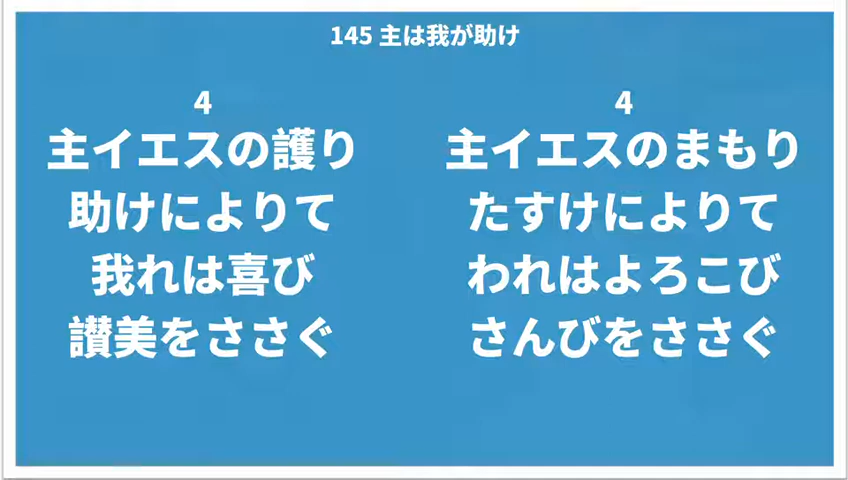 145 主は我が助け
4
主イエスの護り
助けによりて
我れは喜び
讃美をささぐ
4
主イエスのまもり
たすけによりて
われはよろこび
さんびをささぐ